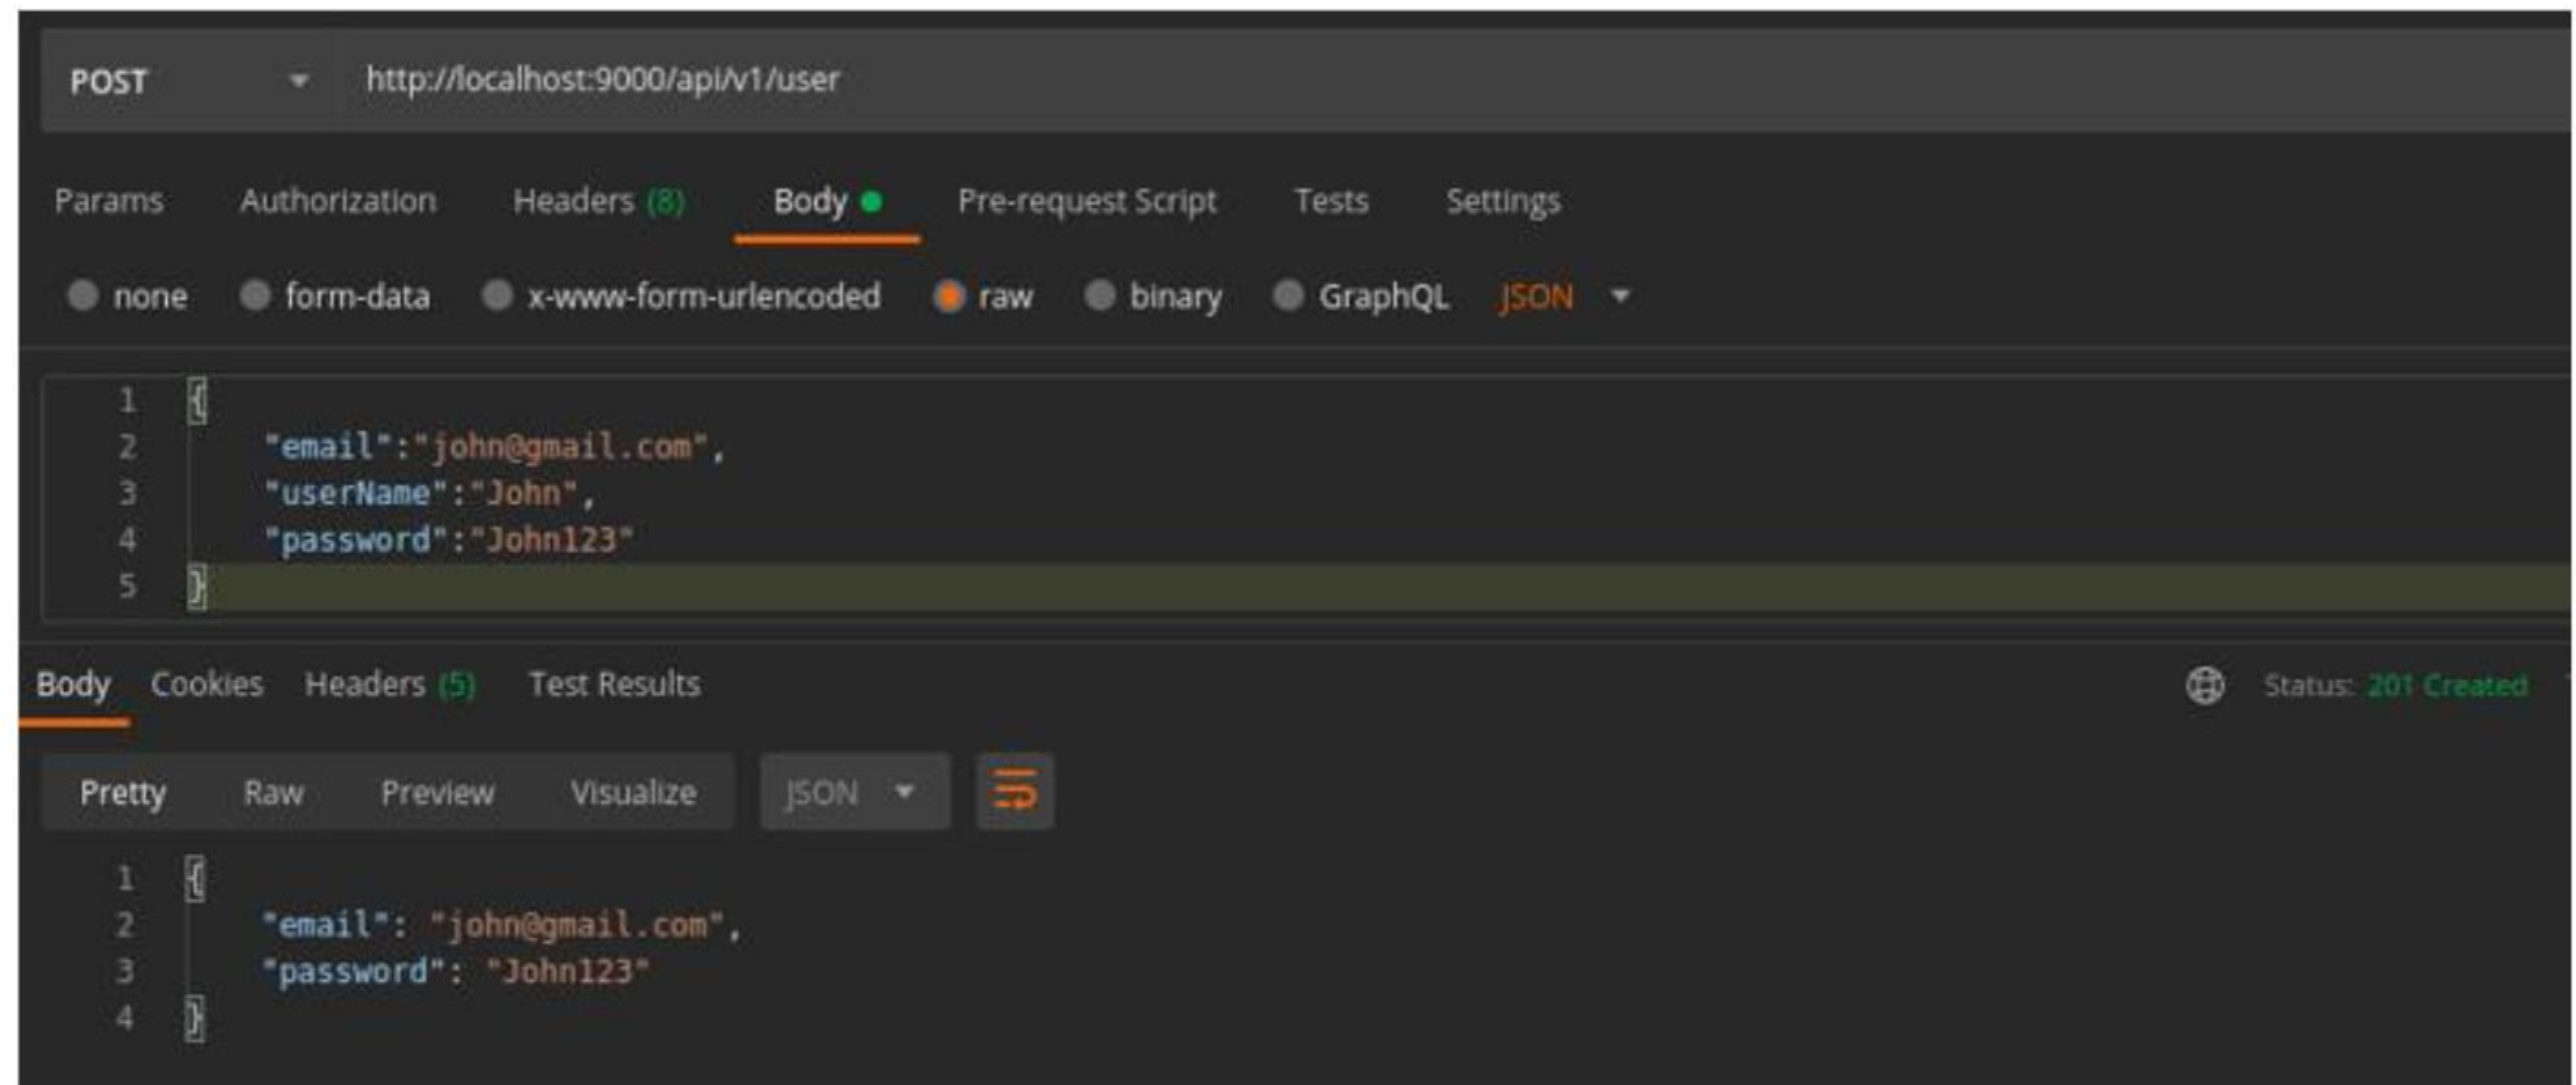 POST http://localhost:9000/api/v1/user
Params Authorization Headers (8) Body Pre-request Script Tests Settings
none form-data x-www-form-urlencoded raw binary GraphQL JSON
1 {
2 "email":"john@gmail.com",
3 "userName":"John",
4 "password":"John123"
5 }
Body Cookies Headers (5) Test Results Status: 201 Created
Pretty Raw Preview Visualize JSON
1 {
2 "email": "john@gmail.com",
3 "password": "John123"
4 }